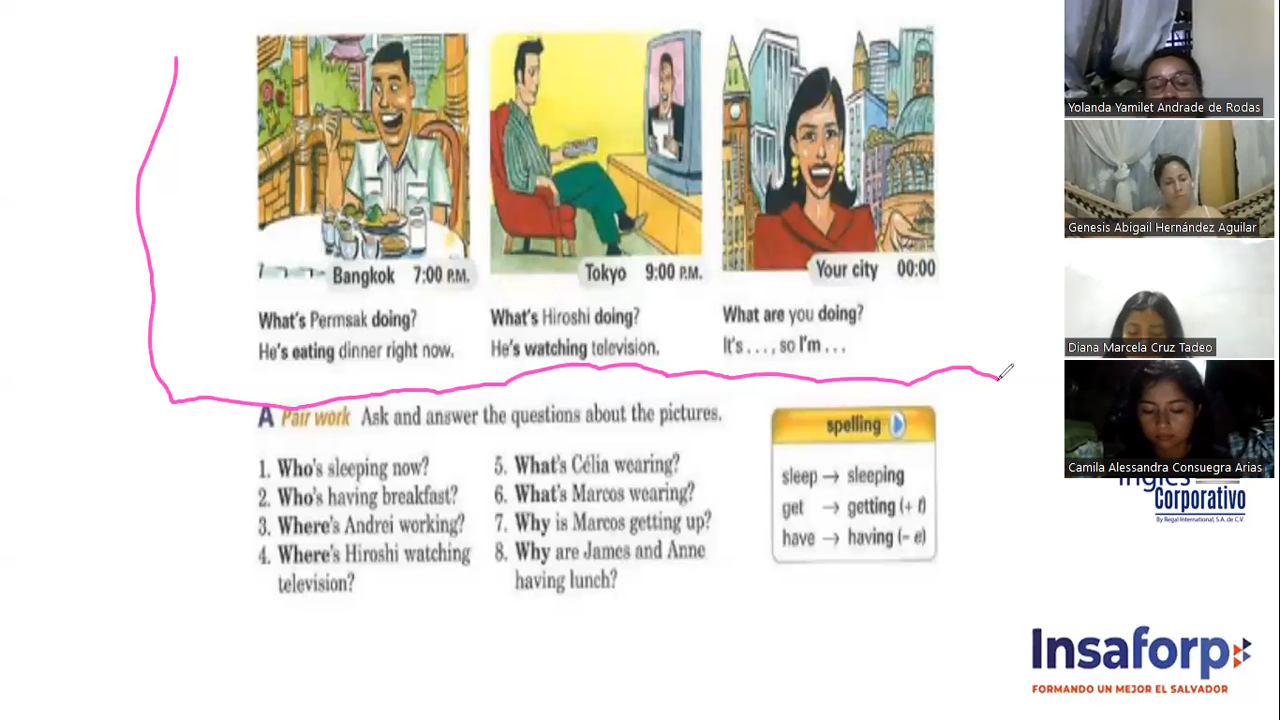 Bangkok 7:00 P.M.
What's Permsak doing?
He's eating dinner right now.
Tokyo 9:00 P.M.
What's Hiroshi doing?
He's watching television.
Your city 00:00
What are you doing?
It's . . . , so I'm . . .
A Pair work Ask and answer the questions about the pictures.
1. Who's sleeping now?
2. Who's having breakfast?
3. Where's Andrei working?
4. Where's Hiroshi watching
television?
5. What's Célia wearing?
6. What's Marcos wearing?
7. Why is Marcos getting up?
8. Why are James and Anne
having lunch?
spelling
sleep → sleeping
get → getting (+ t)
have → having (– e)
Yolanda Yamilet Andrade de Rodas
Genesis Abigail Hernández Aguilar
Diana Marcela Cruz Tadeo
Camila Alessandra Consuegra Arias
Inglés
Corporativo
By Regal International, S.A. de C.V.
Insaforp
FORMANDO UN MEJOR EL SALVADOR